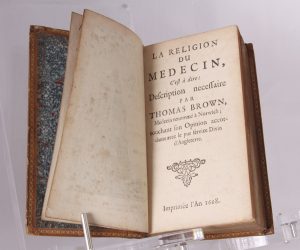 LA RELIGION
DU
MEDECIN,
C'est à dire:
Description necessaire
PAR
THOMAS BROWN,
Medecin renommé à Norwich;
touchant son Opinion accor-
dante avec le pur service Divin
d'Angleterre.
Imprimée l'An 1668.